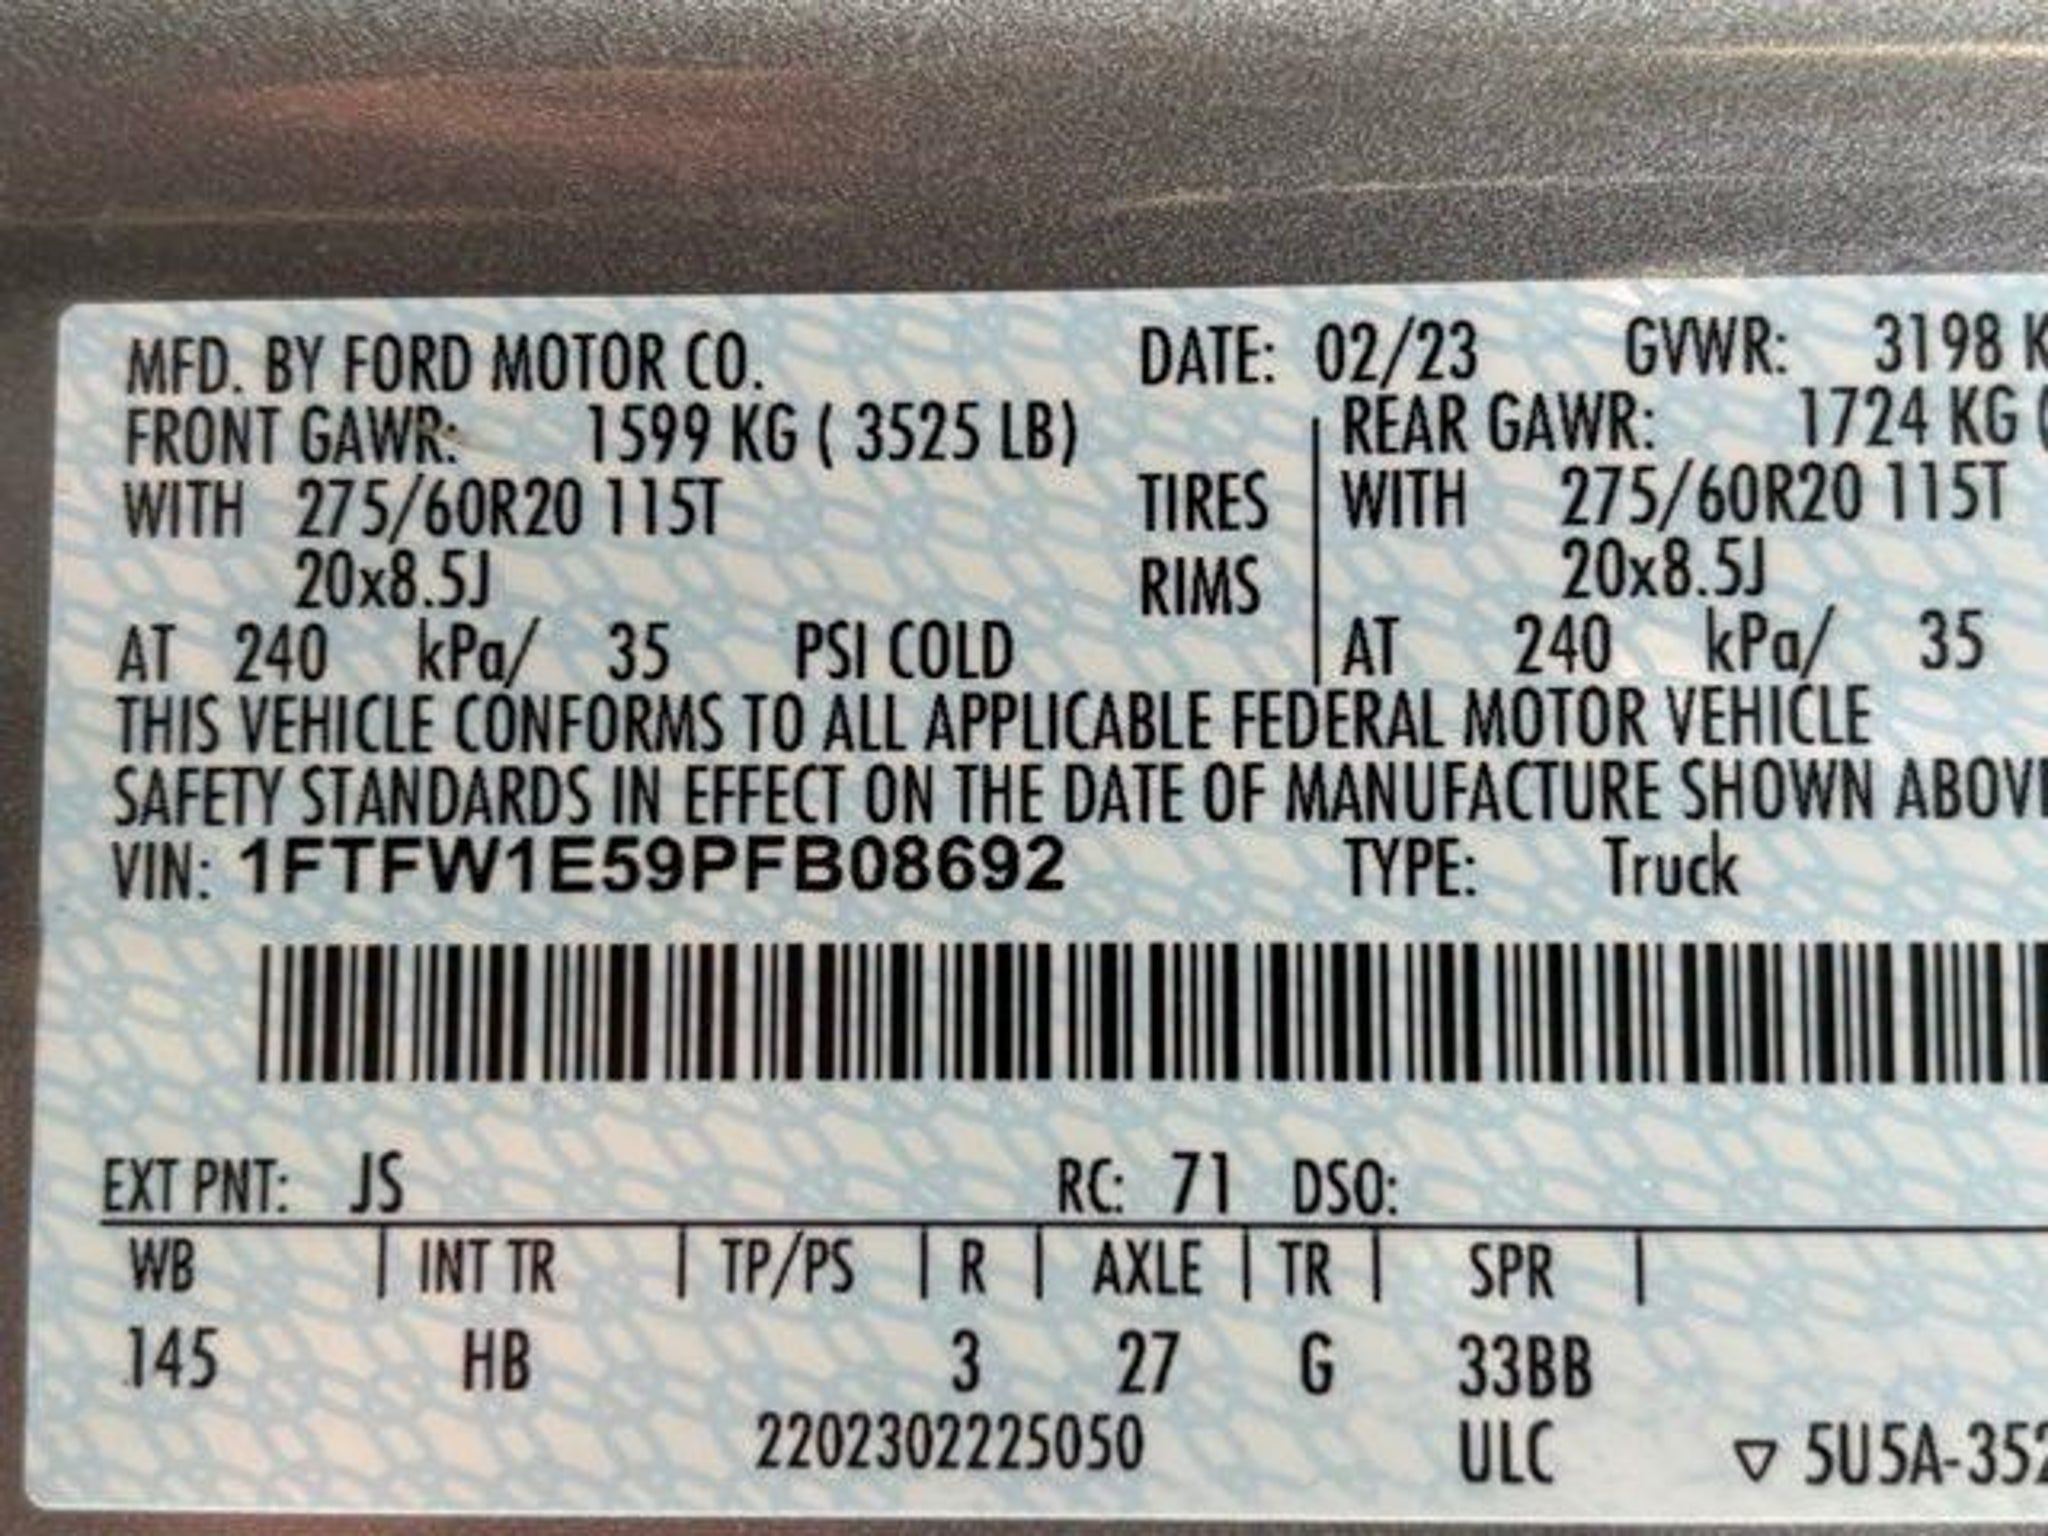 MFD. BY FORD MOTOR CO. DATE: 02/23 GVWR: 3198 K
FRONT GAWR: 1599 KG ( 3525 LB) REAR GAWR: 1724 KG (
WITH 275/60R20 115T TIRES WITH 275/60R20 115T
20x8.5J RIMS 20x8.5J
AT 240 kPa/ 35 PSI COLD AT 240 kPa/ 35
THIS VEHICLE CONFORMS TO ALL APPLICABLE FEDERAL MOTOR VEHICLE
SAFETY STANDARDS IN EFFECT ON THE DATE OF MANUFACTURE SHOWN ABOVE
VIN: 1FTFW1E59PFB08692 TYPE: Truck
EXT PNT: JS RC: 71 DSO:
WB INT TR TP/PS R AXLE TR SPR
145 HB 3 27 G 33BB
2202302225050 ULC ▽ 5U5A-352